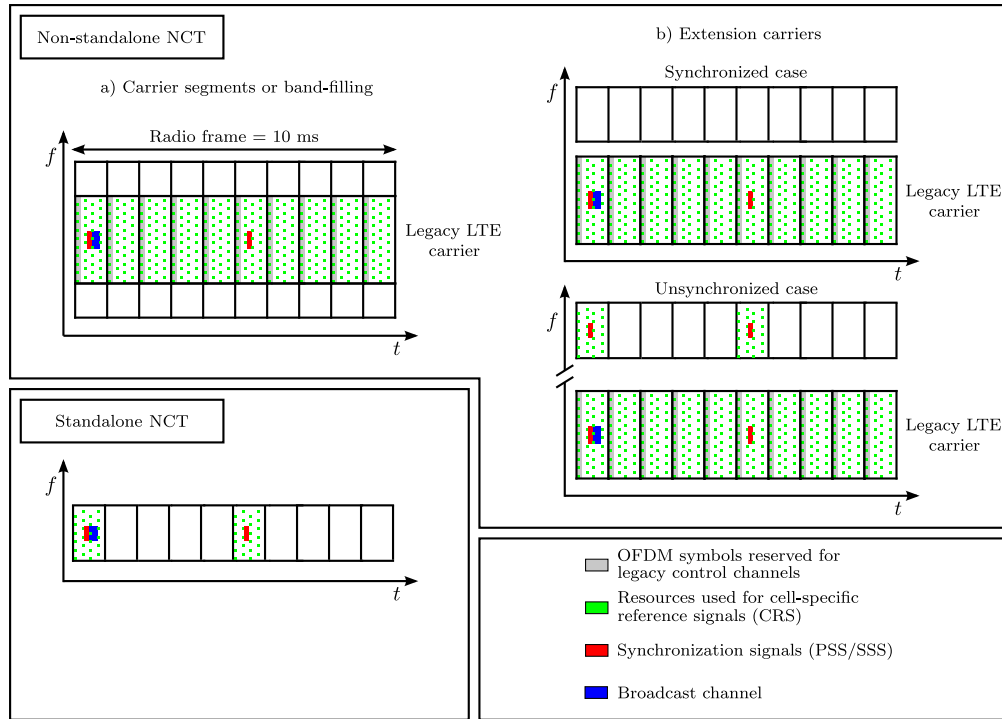 Non-standalone NCT
a) Carrier segments or band-filling
Radio frame = 10 ms
f
Legacy LTE
carrier
t
b) Extension carriers
Synchronized case
f
Legacy LTE
carrier
t
Unsynchronized case
f
Legacy LTE
carrier
t
Standalone NCT
f
t
OFDM symbols reserved for
legacy control channels
Resources used for cell-specific
reference signals (CRS)
Synchronization signals (PSS/SSS)
Broadcast channel